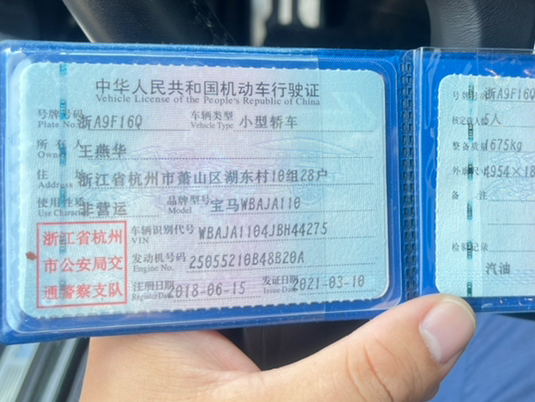 中华人民共和国机动车行驶证
Vehicle License of the People's Republic of China
号牌号码 浙A9F16Q 车辆类型 小型轿车
Plate No. Vehicle Type
所有人 王燕华
Owner
住址 浙江省杭州市萧山区湖东村10组28户
Address
使用性质 非营运 品牌型号 宝马WBAJA110
Use Character Model
浙江省杭州
市公安局交
通警察支队
车辆识别代号 WBAJA1104JBH44275
VIN
发动机号码 25055210B48B20A
Engine No.
注册日期 2018-06-15 发证日期 2021-03-10
Register Date Issue Date
号牌号码 浙A9F16Q
核定载人数 人
整备质量 1675kg
4954×18
备注
检验记录
汽油